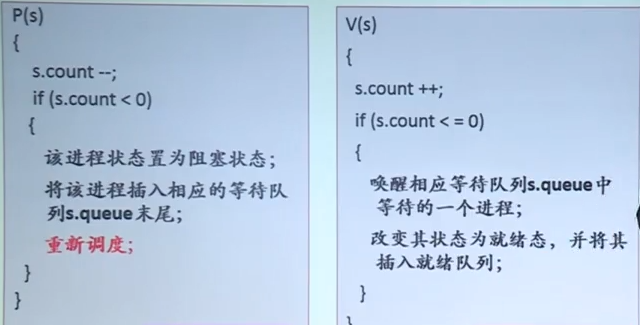 P(s)
{
s.count --;
if (s.count < 0)
{
该进程状态置为阻塞状态；
将该进程插入相应的等待队
列s.queue末尾；
重新调度；
}
}
V(s)
{
s.count ++;
if (s.count < = 0)
{
唤醒相应等待队列s.queue中
等待的一个进程；
改变其状态为就绪态，并将其
插入就绪队列；
}
}